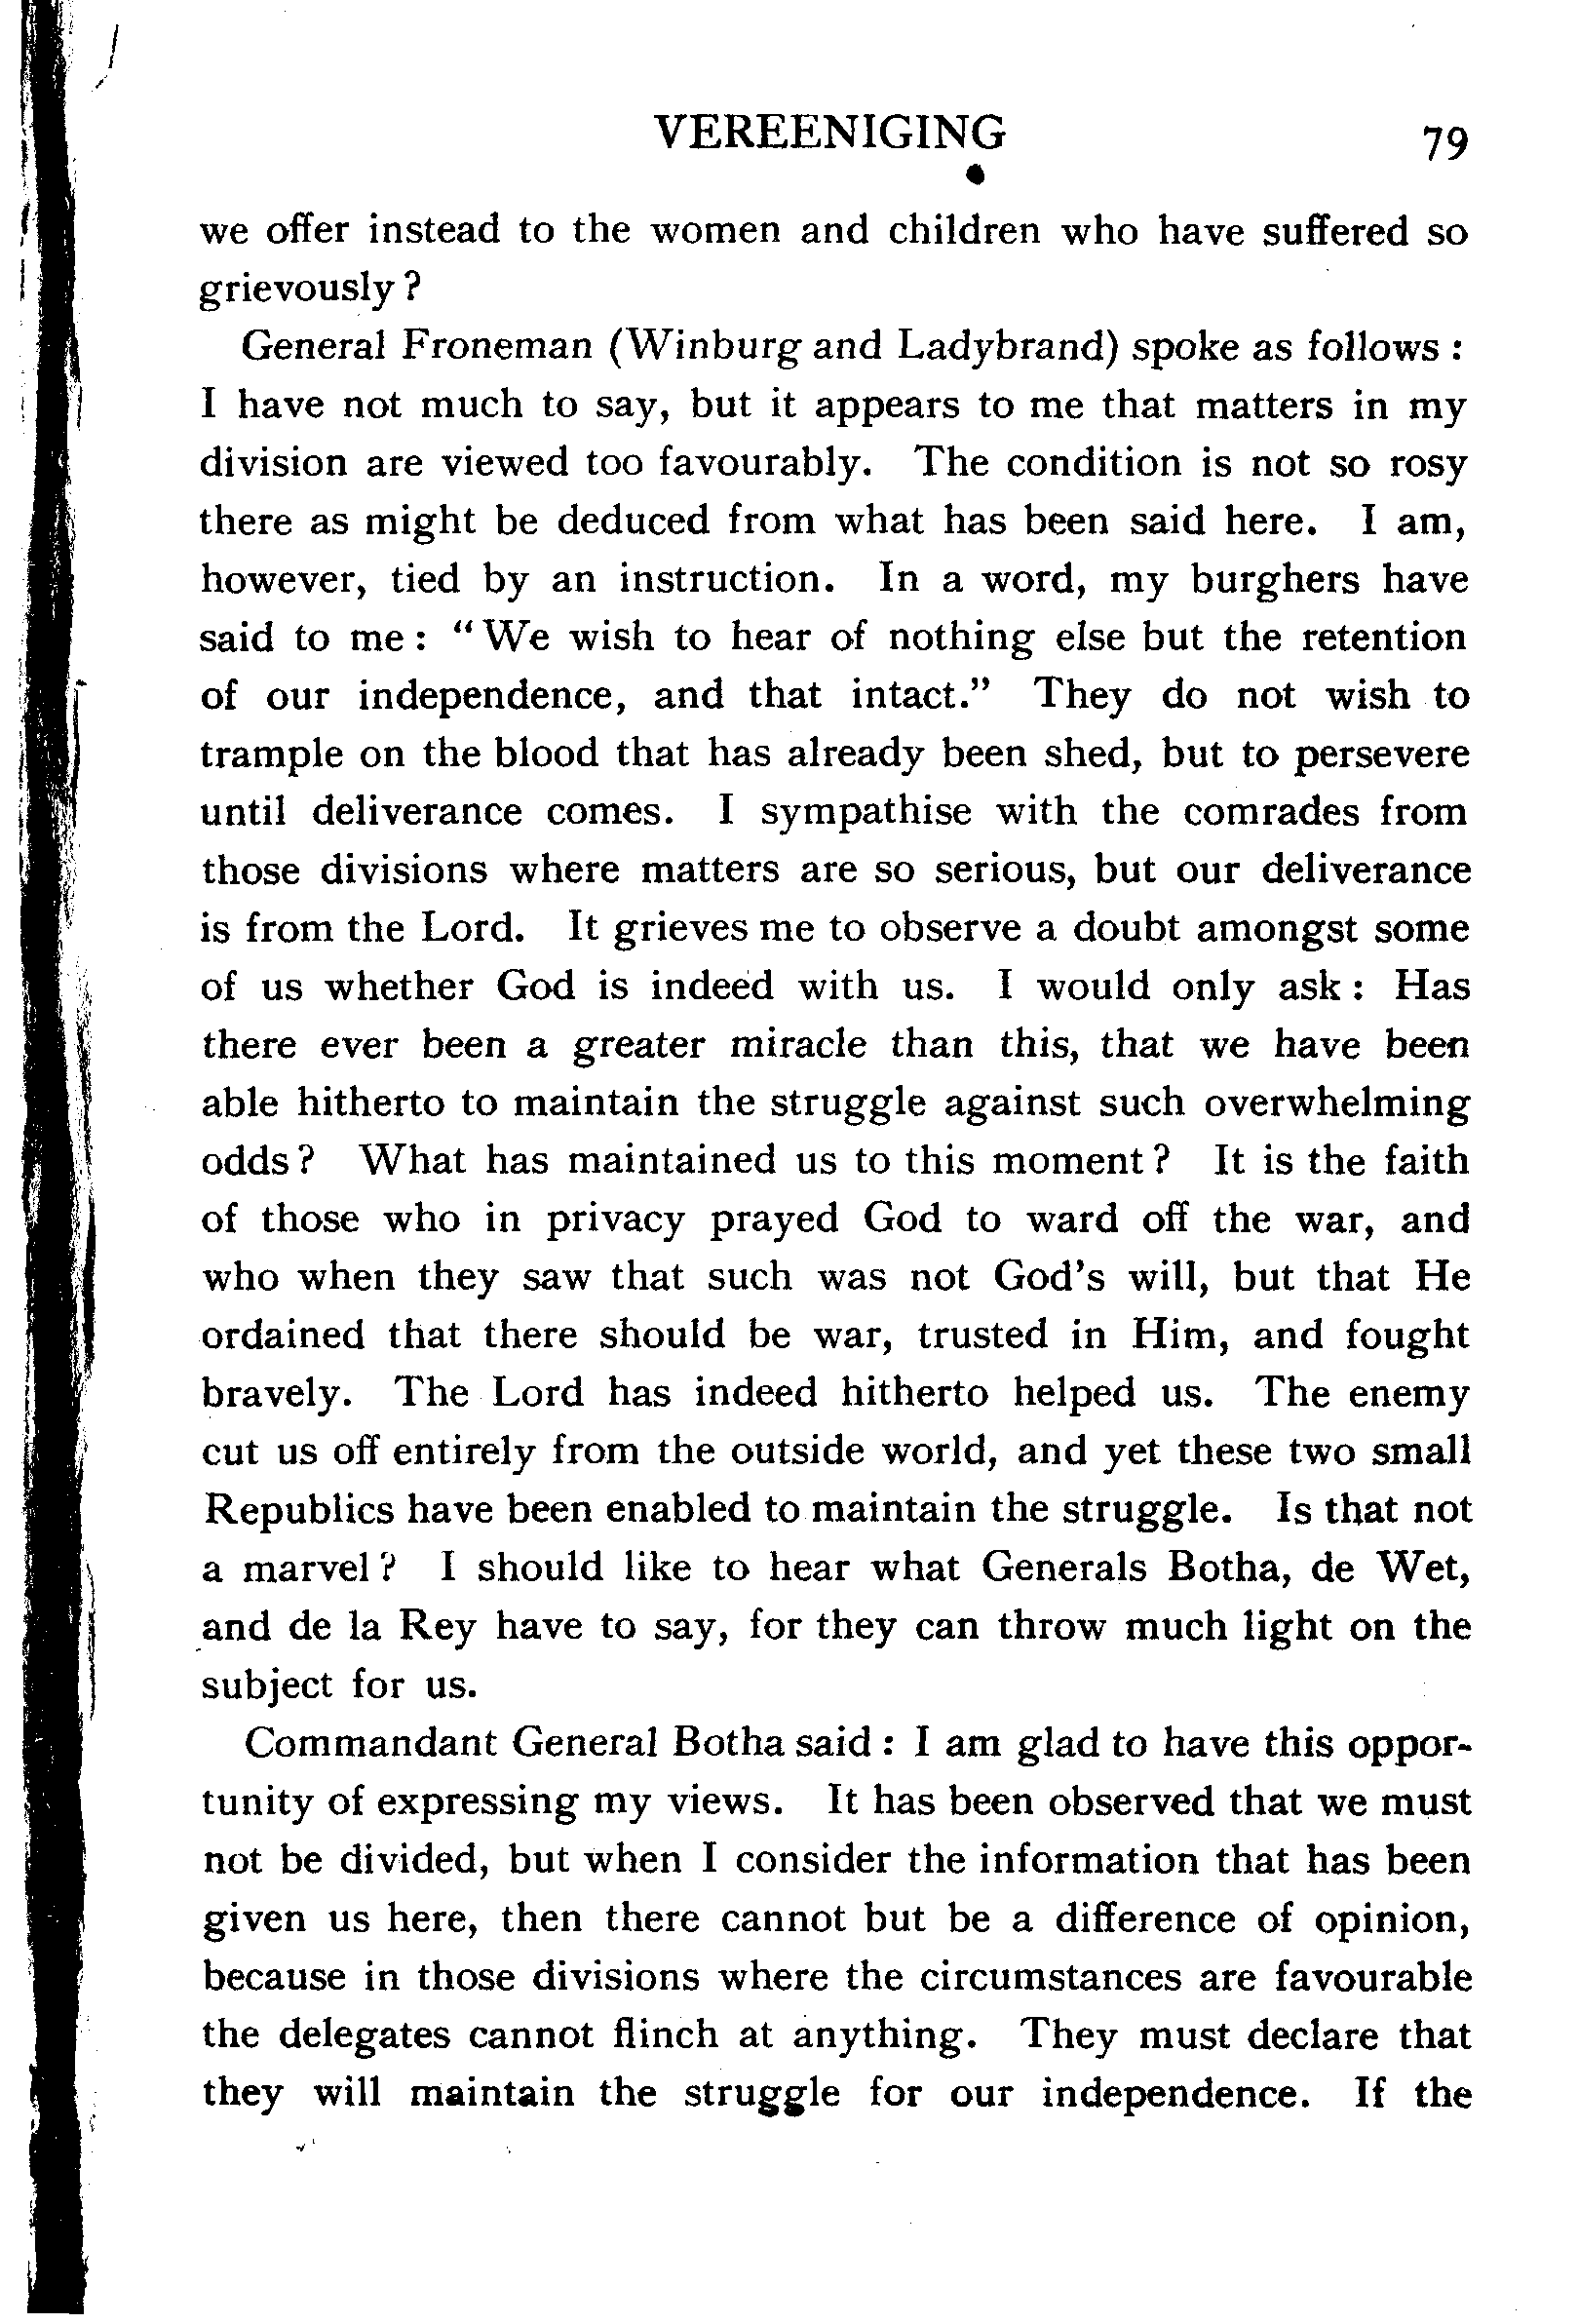 VEREENIGING 79
we offer instead to the women and children who have suffered so
grievously?
General Froneman (Winburg and Ladybrand) spoke as follows :
I have not much to say, but it appears to me that matters in my
division are viewed too favourably. The condition is not so rosy
there as might be deduced from what has been said here. I am,
however, tied by an instruction. In a word, my burghers have
said to me : "We wish to hear of nothing else but the retention
of our independence, and that intact." They do not wish to
trample on the blood that has already been shed, but to persevere
until deliverance comes. I sympathise with the comrades from
those divisions where matters are so serious, but our deliverance
is from the Lord. It grieves me to observe a doubt amongst some
of us whether God is indeed with us. I would only ask : Has
there ever been a greater miracle than this, that we have been
able hitherto to maintain the struggle against such overwhelming
odds? What has maintained us to this moment? It is the faith
of those who in privacy prayed God to ward off the war, and
who when they saw that such was not God's will, but that He
ordained that there should be war, trusted in Him, and fought
bravely. The Lord has indeed hitherto helped us. The enemy
cut us off entirely from the outside world, and yet these two small
Republics have been enabled to maintain the struggle. Is that not
a marvel? I should like to hear what Generals Botha, de Wet,
and de la Rey have to say, for they can throw much light on the
subject for us.
Commandant General Botha said : I am glad to have this oppor-
tunity of expressing my views. It has been observed that we must
not be divided, but when I consider the information that has been
given us here, then there cannot but be a difference of opinion,
because in those divisions where the circumstances are favourable
the delegates cannot flinch at anything. They must declare that
they will maintain the struggle for our independence. If the